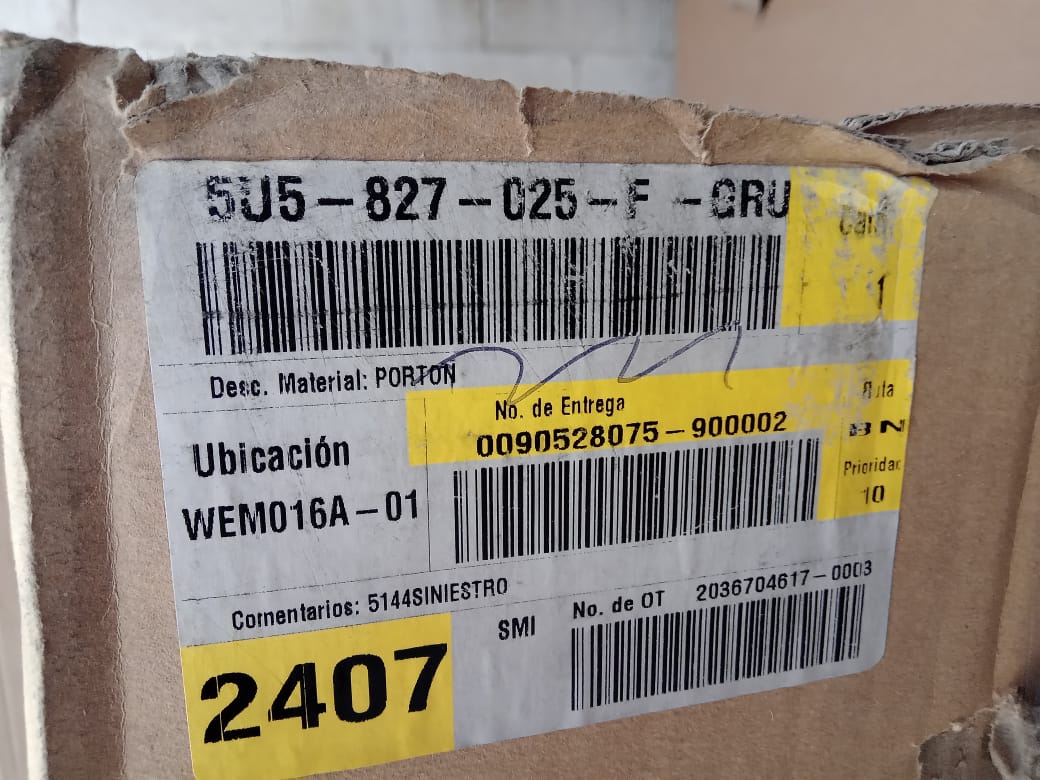 5U5-827-025-F -GRU
1
Desc. Material: PORTON
No. de Entrega
0090528075-900002
BN
Ubicación
WEM016A-01
Prioridad
10
Comentarios: 5144SINIESTRO
SMI
No. de OT 2036704617-0003
2407